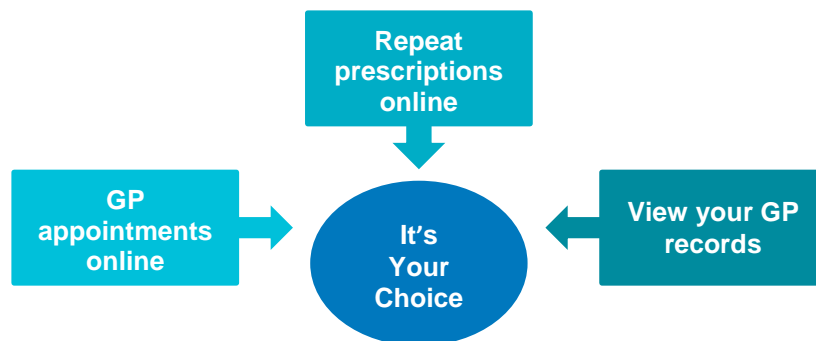 Repeat
prescriptions
online
GP
appointments
online
It's
Your
Choice
View your GP
records